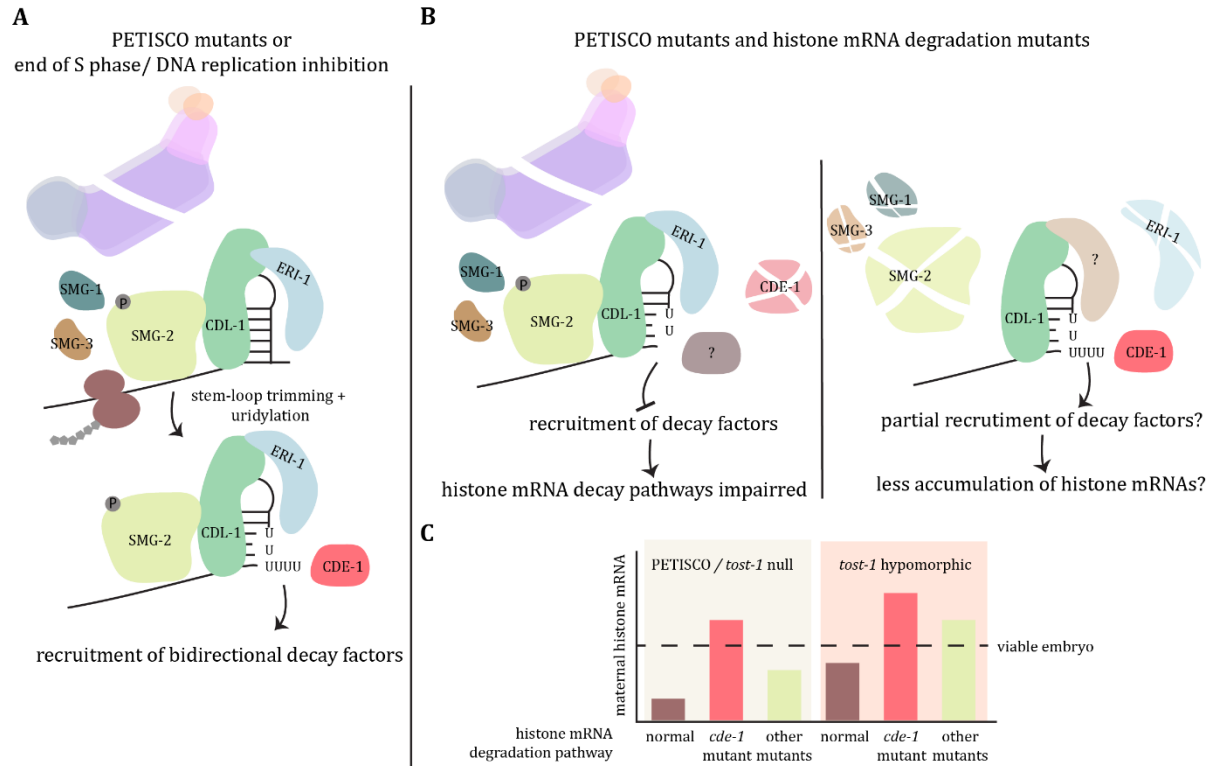 A
PETISCO mutants or
end of S phase/ DNA replication inhibition
SMG-1
SMG-3
P
SMG-2
CDL-1
ERI-1
stem-loop trimming +
uridylation
P
SMG-2
CDL-1
ERI-1
U
U
UUUU
CDE-1
recruitment of bidirectional decay factors
B
PETISCO mutants and histone mRNA degradation mutants
SMG-1
SMG-3
P
SMG-2
CDL-1
ERI-1
U
U
CDE-1
?
recruitment of decay factors
histone mRNA decay pathways impairred
SMG-1
SMG-3
SMG-2
CDL-1
?
ERI-1
U
U
UUUU
CDE-1
partial recrutiment of decay factors?
less accumulation of histone mRNAs?
C
maternal histone mRNA
PETISCO / tost-1 null
tost-1 hypomorphic
viable embryo
histone mRNA
degradation pathway
normal
cde-1
mutant
other
mutants
normal
cde-1
mutant
other
mutants